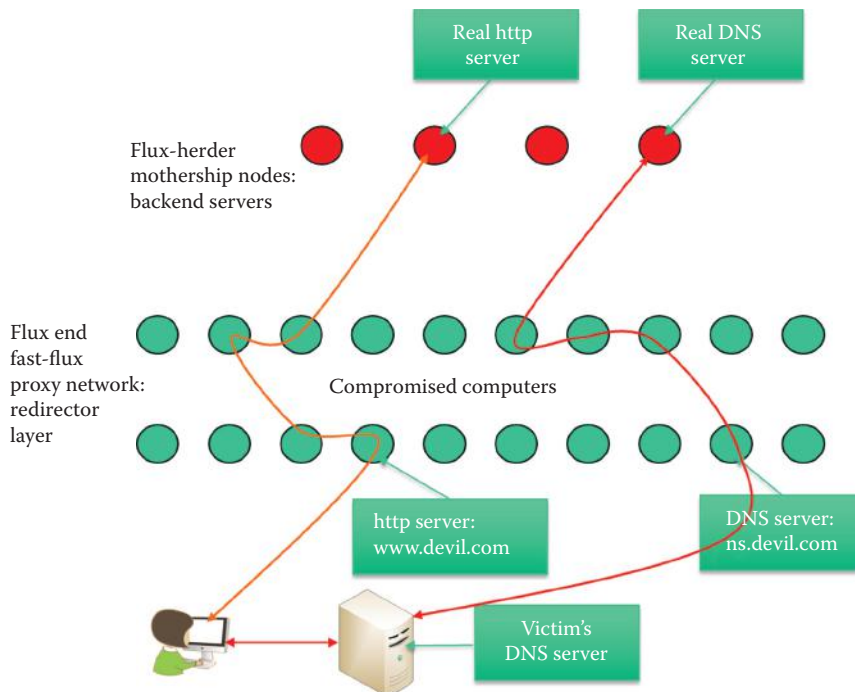 Real http
server
Real DNS
server
Flux-herder
mothership nodes:
backend servers
Flux end
fast-flux
proxy network:
redirector
layer
Compromised computers
http server:
www.devil.com
DNS server:
ns.devil.com
Victim's
DNS server